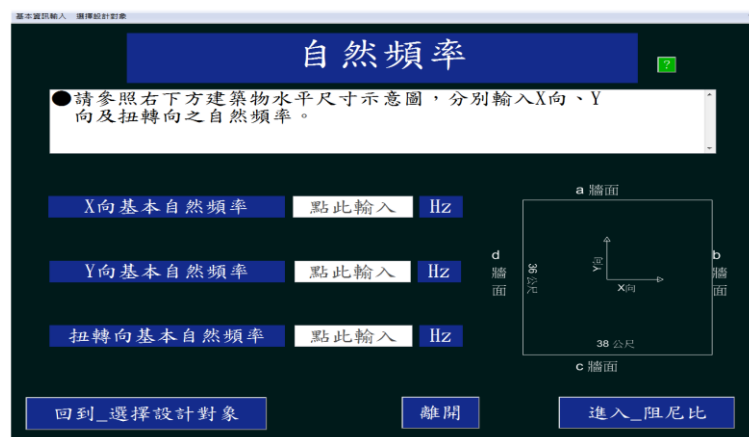 基本資訊輸入 選擇設計對象
自然頻率
?
●請參照右下方建築物水平尺寸示意圖，分別輸入X向、Y
向及扭轉向之自然頻率。
X向基本自然頻率 點此輸入 Hz
Y向基本自然頻率 點此輸入 Hz
扭轉向基本自然頻率 點此輸入 Hz
a 牆面
d 牆面
b 牆面
36 公尺
Y向
X向
38 公尺
c 牆面
回到_選擇設計對象
離開
進入_阻尼比